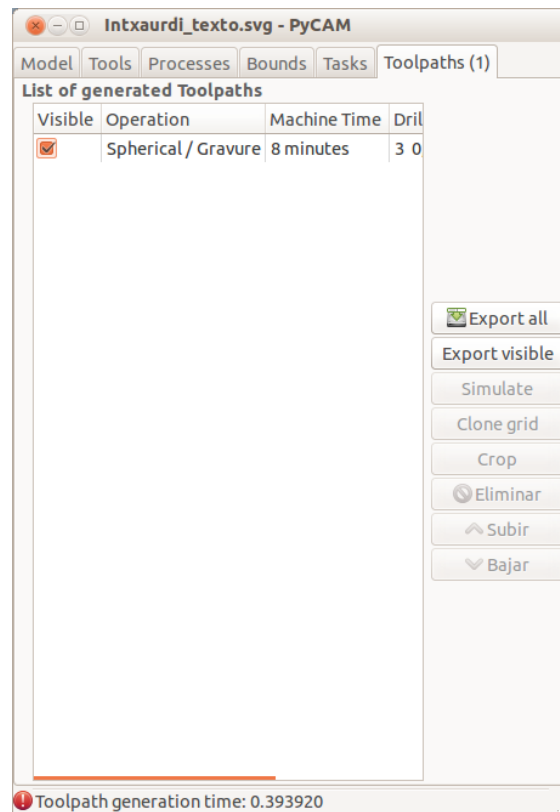 Intxaurdi_texto.svg - PyCAM
Model Tools Processes Bounds Tasks Toolpaths (1)
List of generated Toolpaths
Visible Operation Machine Time Dril
Spherical / Gravure 8 minutes 3 0
Export all
Export visible
Simulate
Clone grid
Crop
Eliminar
Subir
Bajar
Toolpath generation time: 0.393920